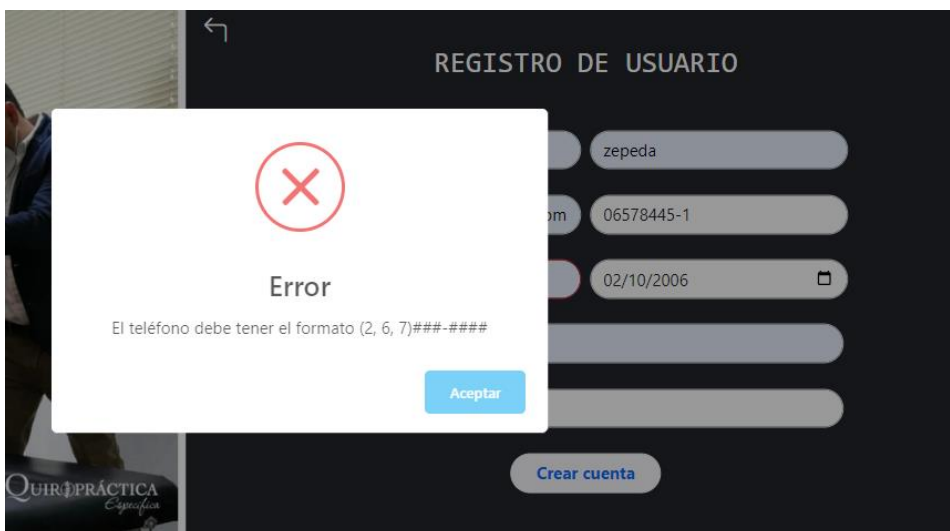 REGISTRO DE USUARIO
zepeda
om
06578445-1
02/10/2006
Error
El teléfono debe tener el formato (2, 6, 7)###-####
Aceptar
Crear cuenta
QUIROPRÁCTICA
Específica